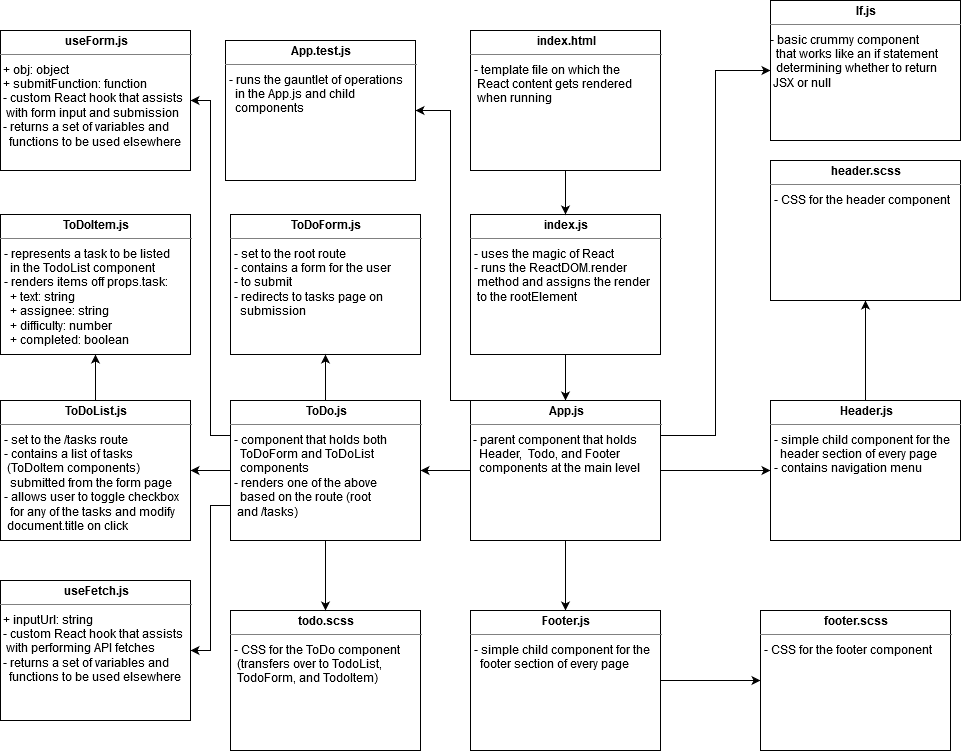 useForm.js
+ obj: object
+ submitFunction: function
- custom React hook that assists
with form input and submission
- returns a set of variables and
functions to be used elsewhere
App.test.js
- runs the gauntlet of operations
in the App.js and child
components
index.html
- template file on which the
React content gets rendered
when running
If.js
- basic crummy component
that works like an if statement
determining whether to return
JSX or null
header.scss
- CSS for the header component
ToDoItem.js
- represents a task to be listed
in the TodoList component
- renders items off props.task:
+ text: string
+ assignee: string
+ difficulty: number
+ completed: boolean
ToDoForm.js
- set to the root route
- contains a form for the user
- to submit
- redirects to tasks page on
submission
index.js
- uses the magic of React
- runs the ReactDOM.render
method and assigns the render
to the rootElement
ToDoList.js
- set to the /tasks route
- contains a list of tasks
(ToDoItem components)
submitted from the form page
- allows user to toggle checkbox
for any of the tasks and modify
document.title on click
ToDo.js
- component that holds both
ToDoForm and ToDoList
components
- renders one of the above
based on the route (root
and /tasks)
App.js
- parent component that holds
Header, Todo, and Footer
components at the main level
Header.js
- simple child component for the
header section of every page
- contains navigation menu
useFetch.js
+ inputUrl: string
- custom React hook that assists
with performing API fetches
- returns a set of variables and
functions to be used elsewhere
todo.scss
- CSS for the ToDo component
(transfers over to TodoList,
TodoForm, and TodoItem)
Footer.js
- simple child component for the
footer section of every page
footer.scss
- CSS for the footer component